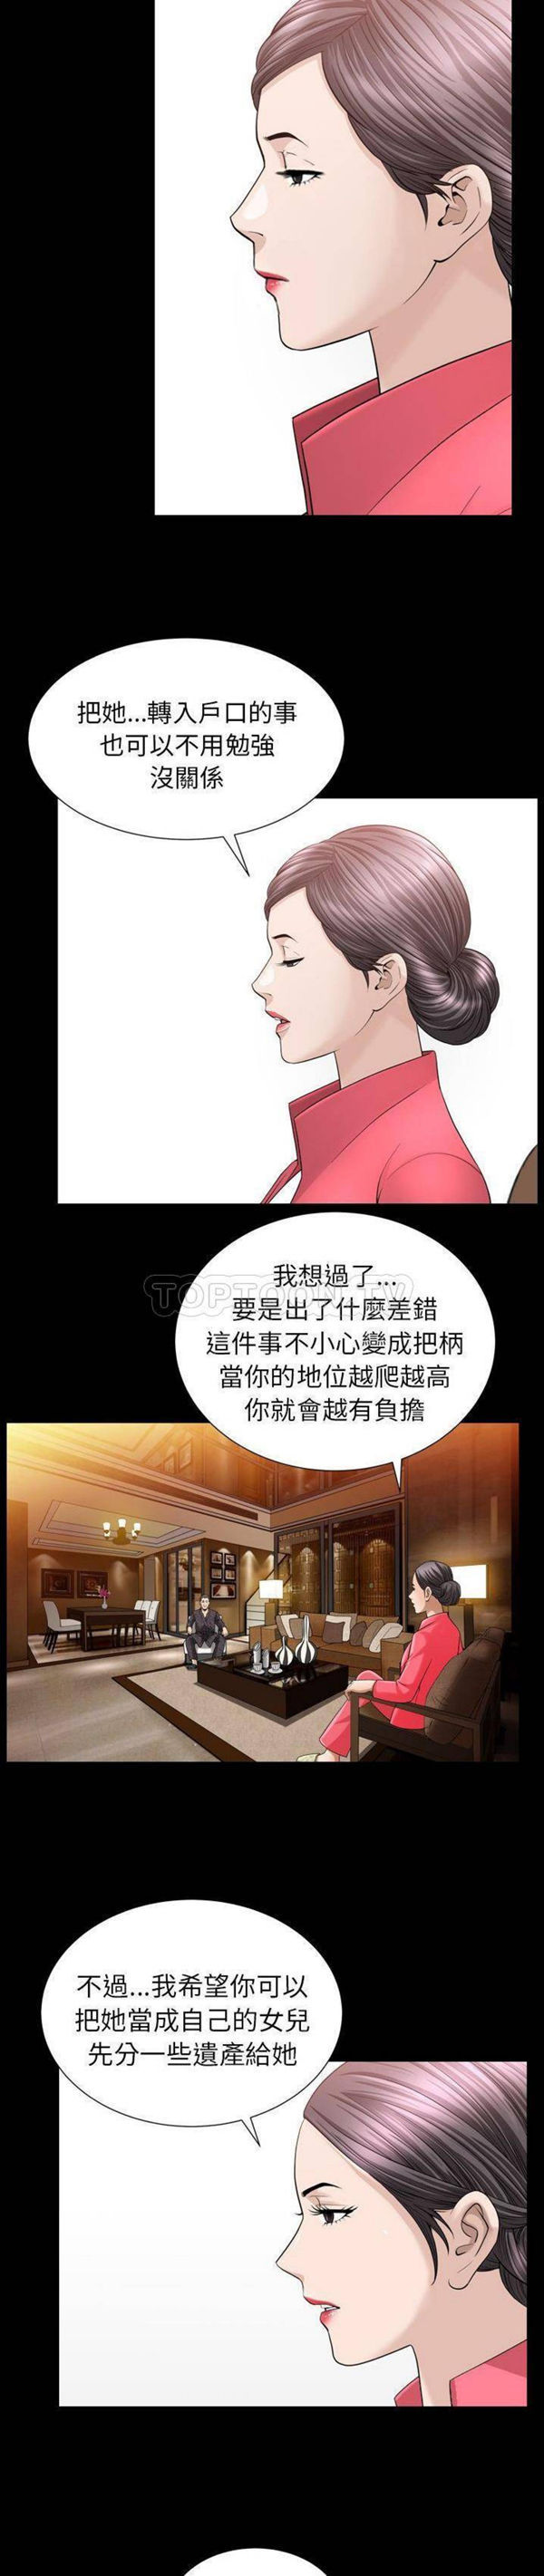 把她…轉入戶口的事
也可以不用勉強
沒關係
TOPTOON.TV
我想過了…
要是出了什麼差錯
這件事不小心變成把柄
當你的地位越爬越高
你就會越有負擔
不過…我希望你可以
把她當成自己的女兒
先分一些遺產給她